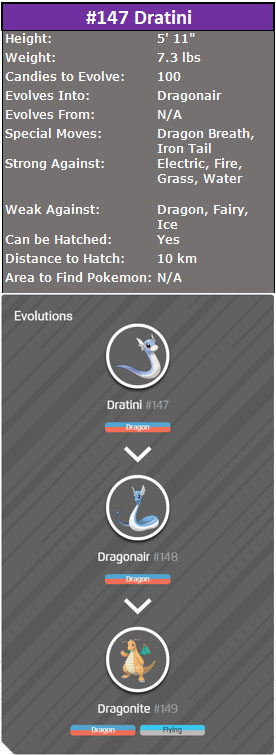 #147 Dratini
Height: 5' 11"
Weight: 7.3 lbs
Candies to Evolve: 100
Evolves Into: Dragonair
Evolves From: N/A
Special Moves: Dragon Breath,
Iron Tail
Strong Against: Electric, Fire,
Grass, Water
Weak Against: Dragon, Fairy,
Ice
Can be Hatched: Yes
Distance to Hatch: 10 km
Area to Find Pokemon: N/A
Evolutions
Dratini #147
Dragon
Dragonair #148
Dragon
Dragonite #149
Dragon Flying